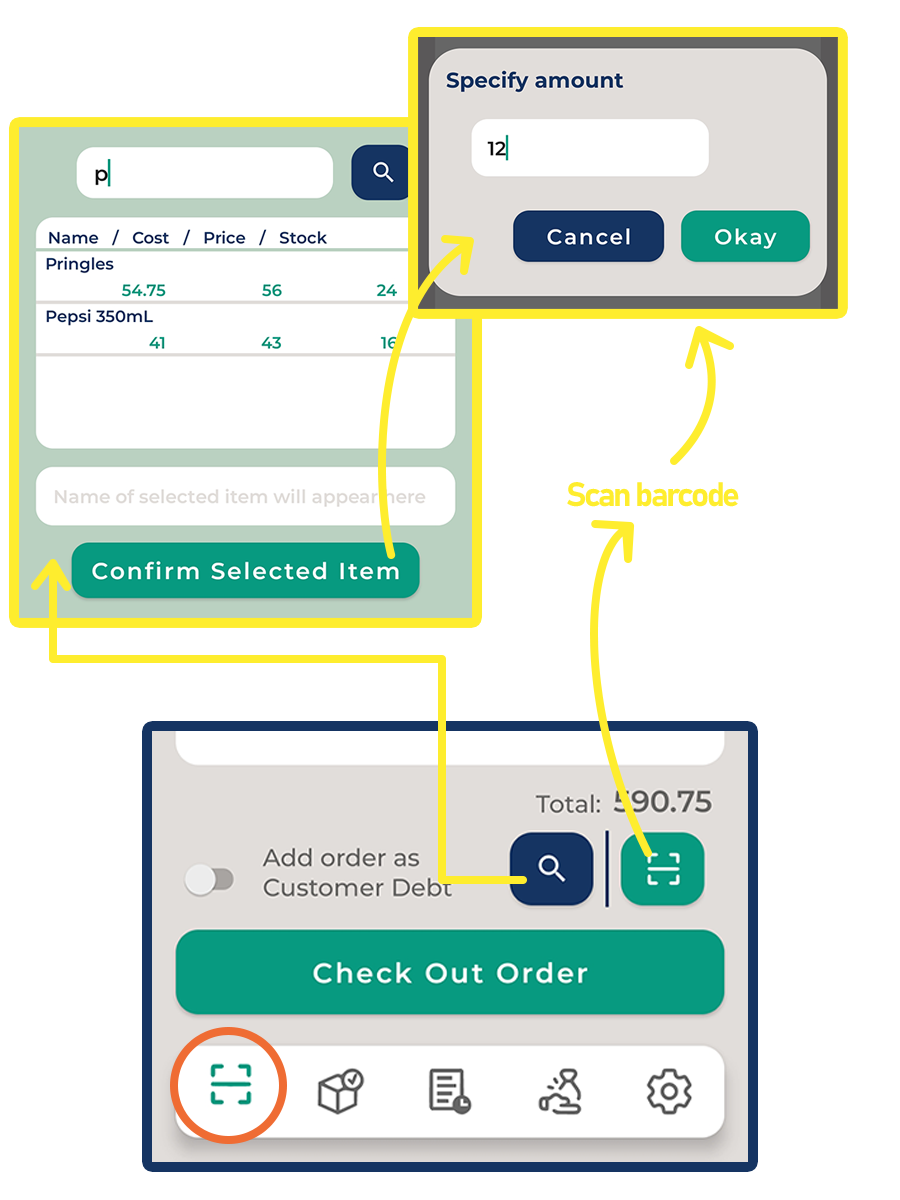 Specify amount
12
Cancel
Okay
p
Name / Cost / Price / Stock
Pringles
54.75 56 24
Pepsi 350mL
41 43 16
Name of selected item will appear here
Confirm Selected Item
Scan barcode
Total: 590.75
Add order as
Customer Debt
Check Out Order